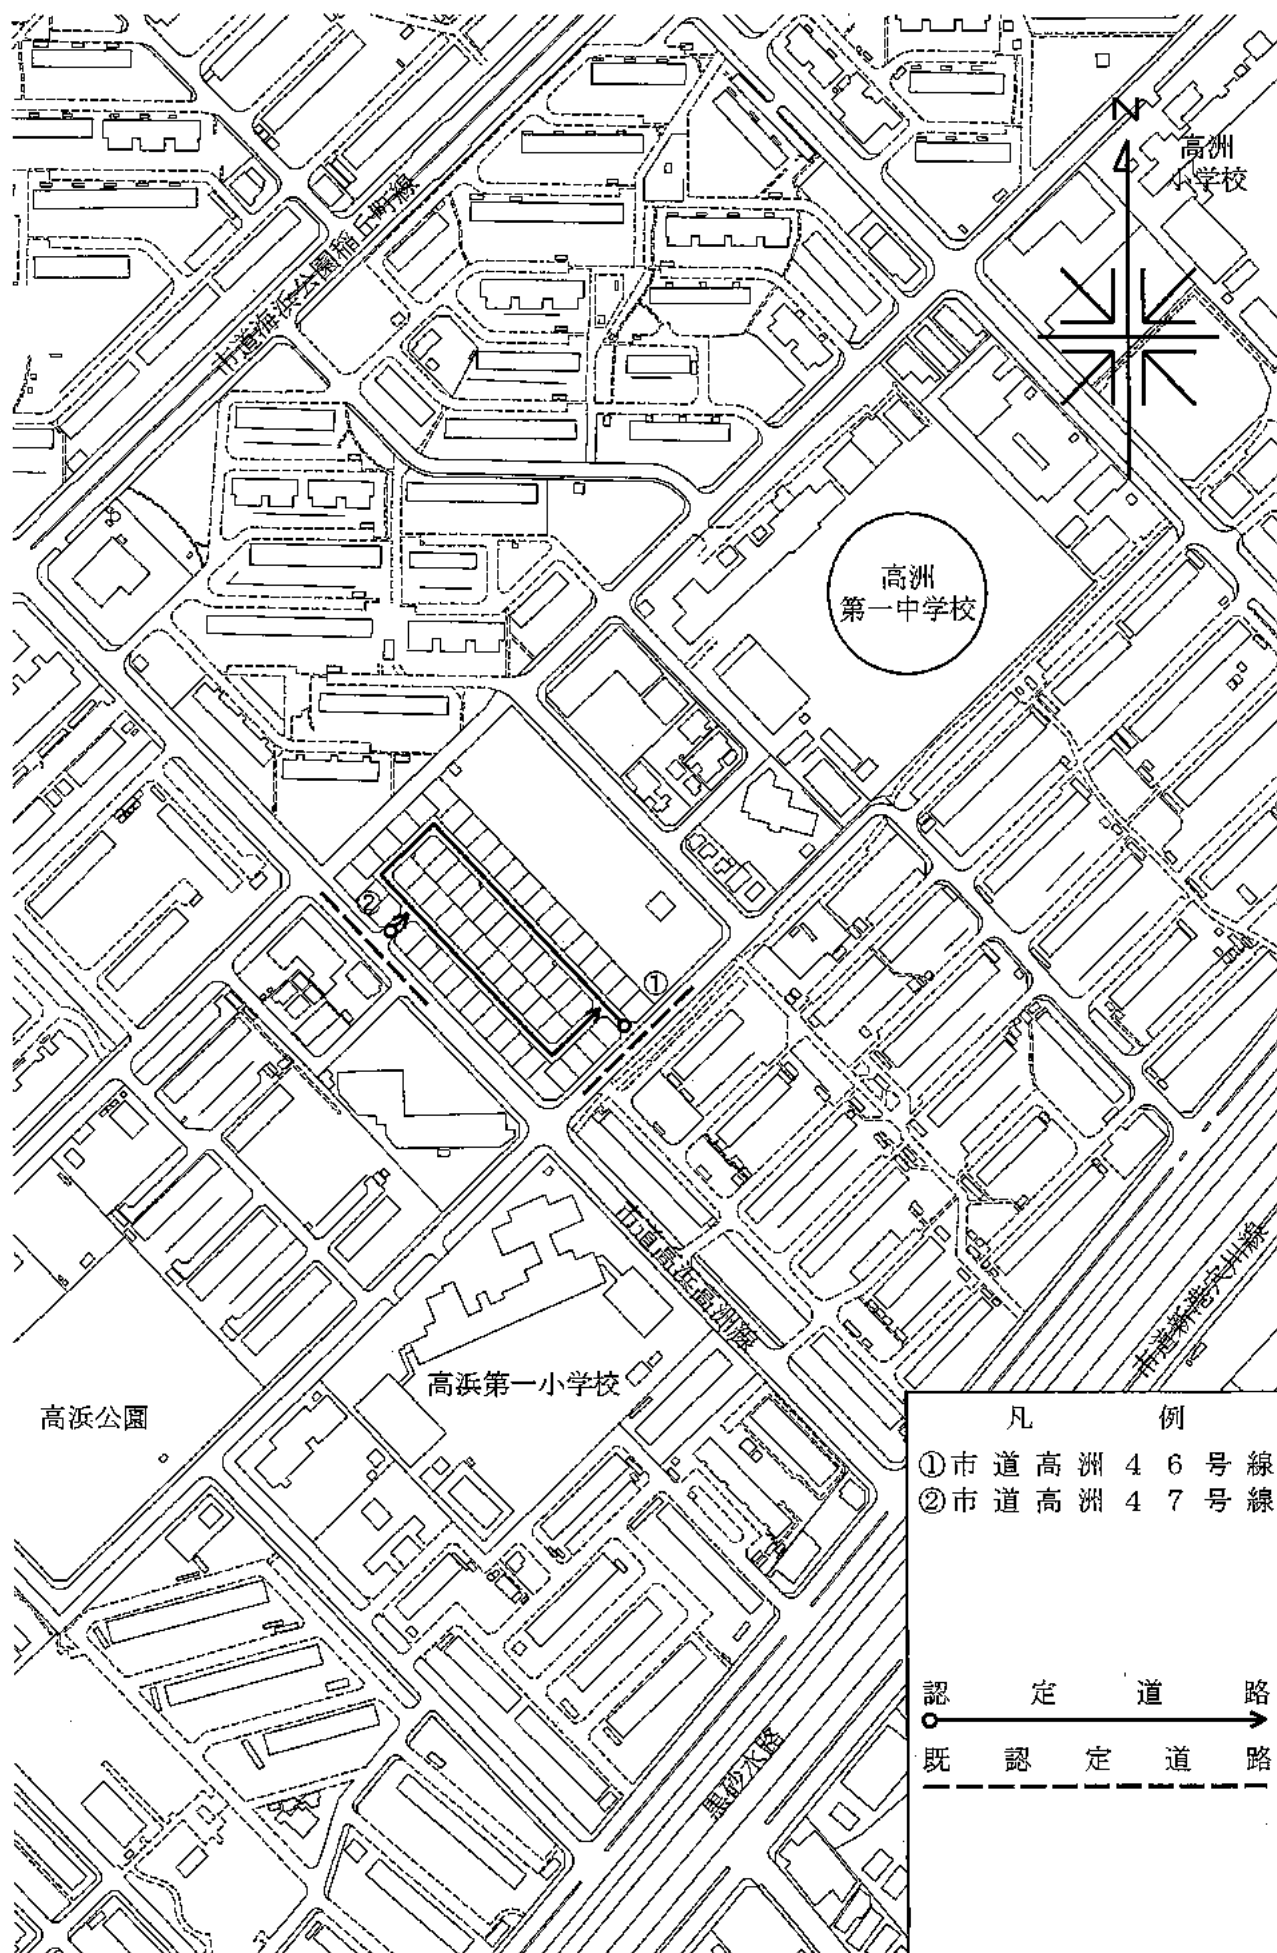 N
高洲
小学校
市道海浜公園稲丘町線
高洲
第一中学校
②
①
市道高浜高洲線
市道新港穴川線
高浜第一小学校
高浜公園
黒砂水路
凡例
①市道高洲46号線
②市道高洲47号線
認定道路
既認定道路